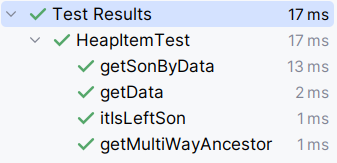 Test Results 17 ms
HeapItemTest 17 ms
getSonByData 13 ms
getData 2 ms
itIsLeftSon 1 ms
getMultiWayAncestor 1 ms